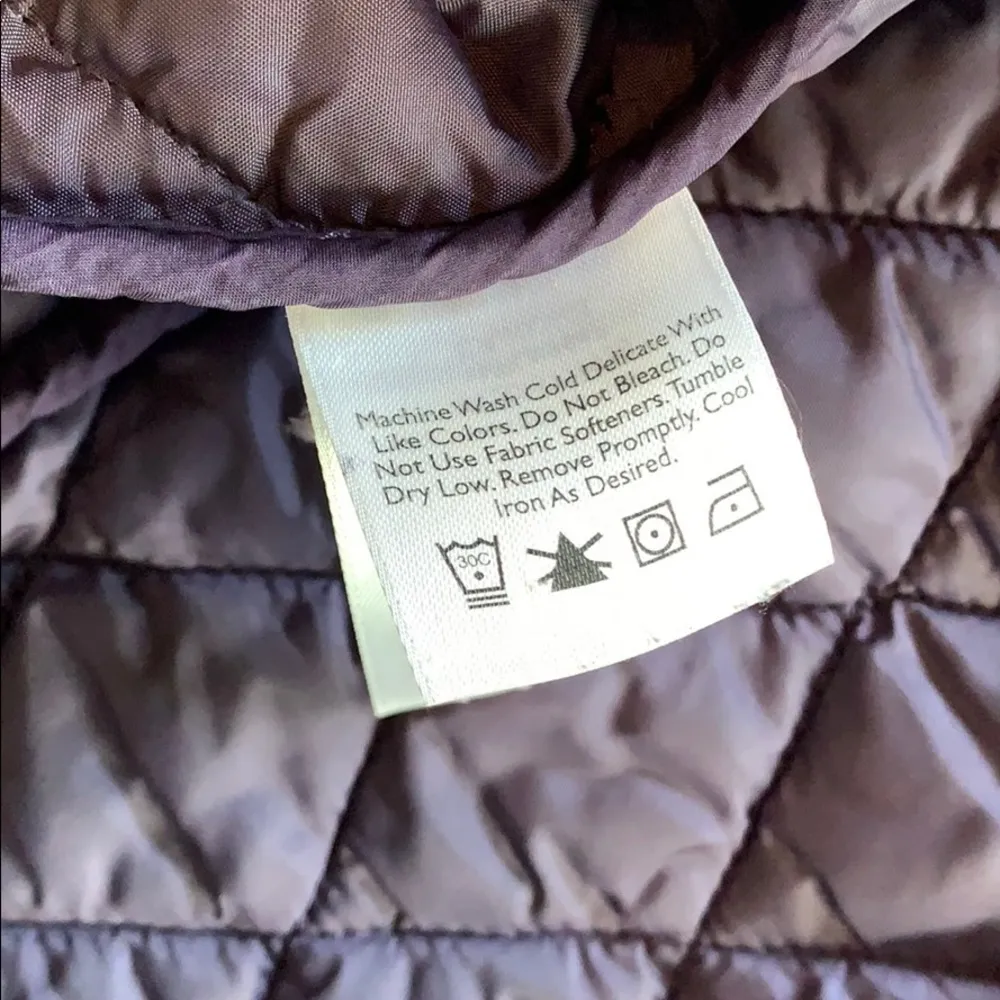 Machine Wash Cold Delicate With
Like Colors. Do Not Bleach. Do
Not Use Fabric Softeners. Tumble
Dry Low. Remove Promptly. Cool
Iron As Desired.
30C